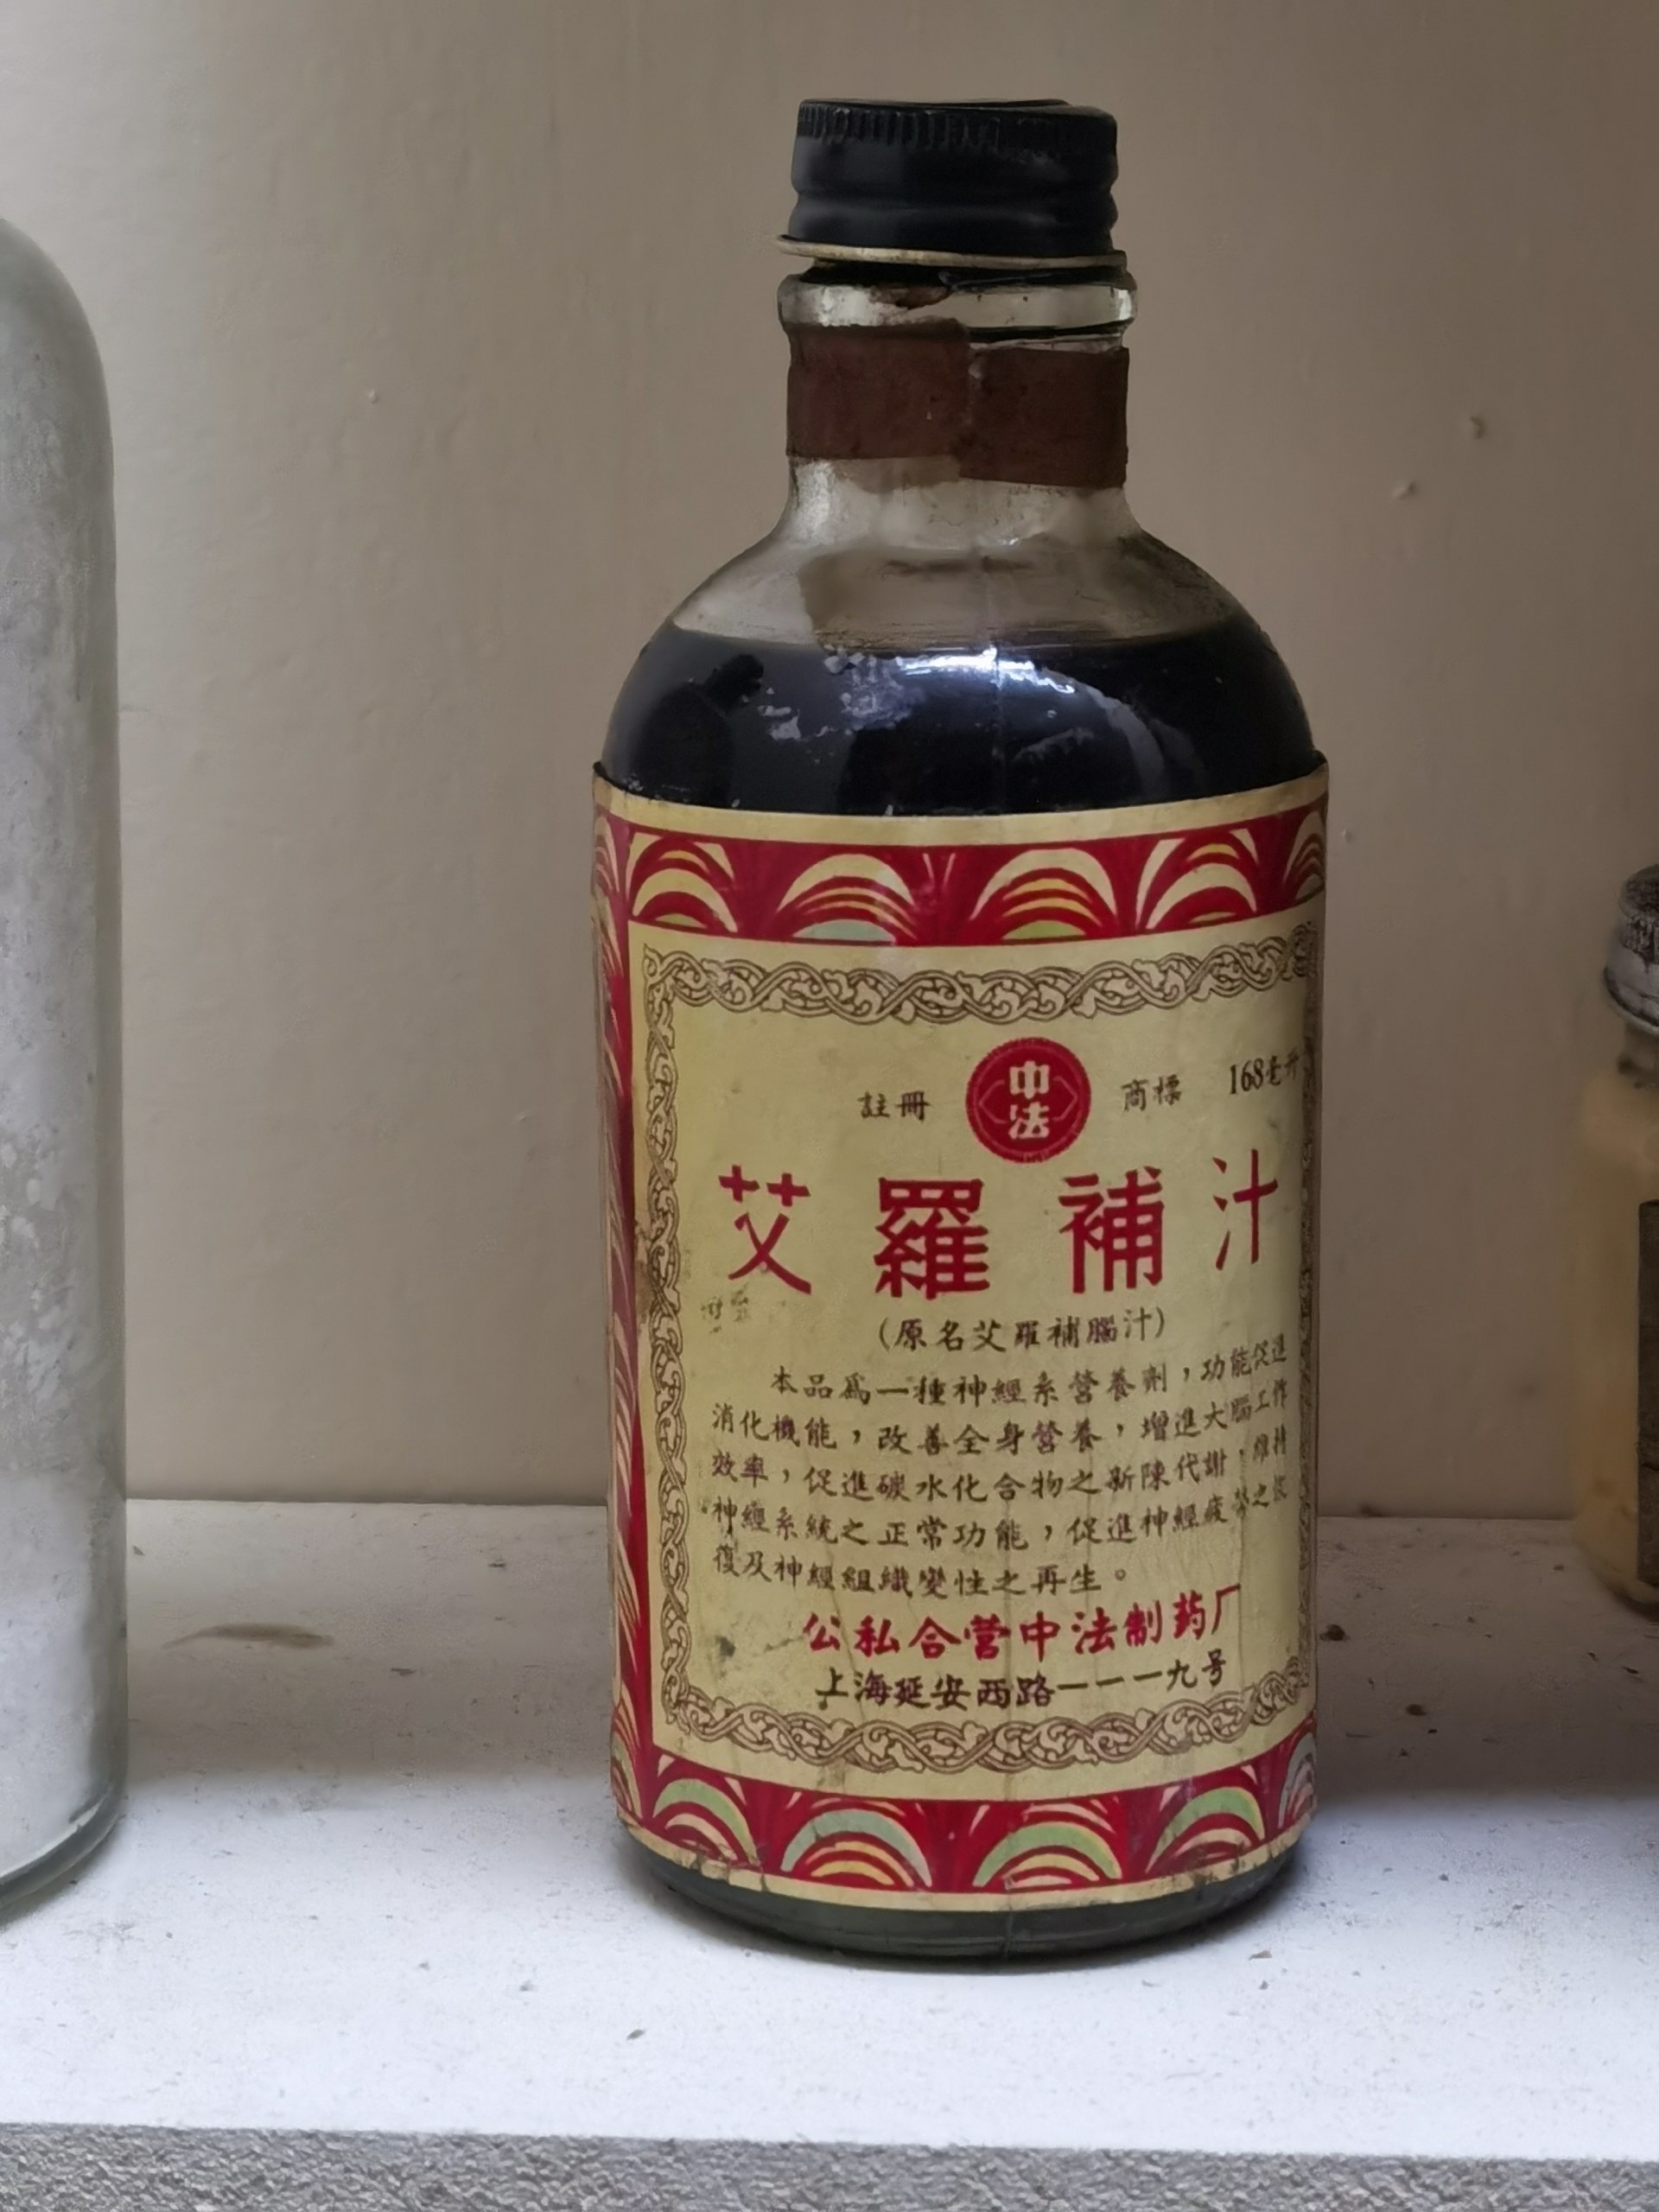 註冊 中法 商標 168毫升
艾羅補汁
(原名艾羅補腦汁)
本品爲一種神經系營養劑，功能促進
消化機能，改善全身營養，增進大腦工作
效率，促進碳水化合物之新陳代謝，維持
神經系統之正常功能，促進神經疲勞之恢
復及神經組織變性之再生。
公私合营中法制药厂
上海延安西路一一一九号